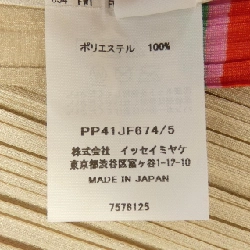 ポリエステル 100%
PP41JF674/5
株式会社 イッセイミヤケ
東京都渋谷区富ヶ谷1-12-10
MADE IN JAPAN
7578125